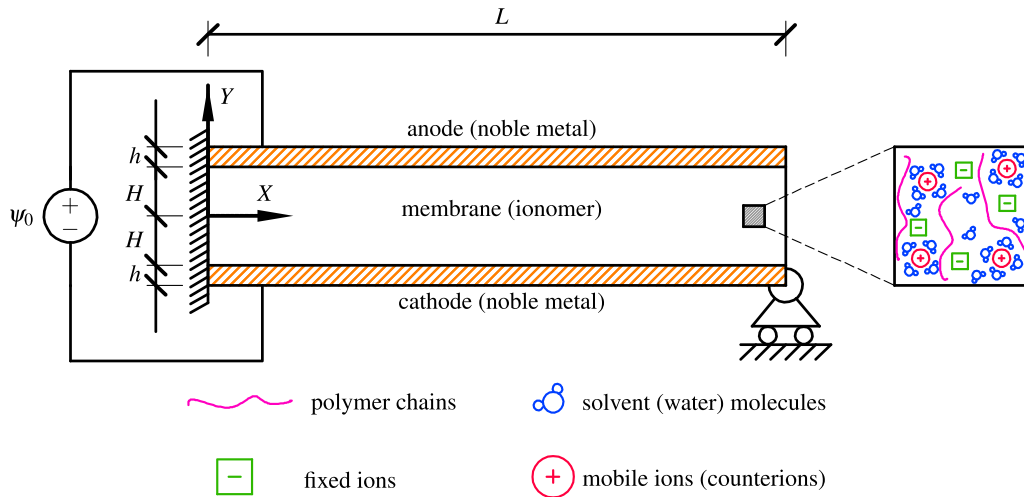 L
Y
anode (noble metal)
h
H
X
membrane (ionomer)
+
−
ψ₀
H
h
cathode (noble metal)
polymer chains
solvent (water) molecules
fixed ions
mobile ions (counterions)